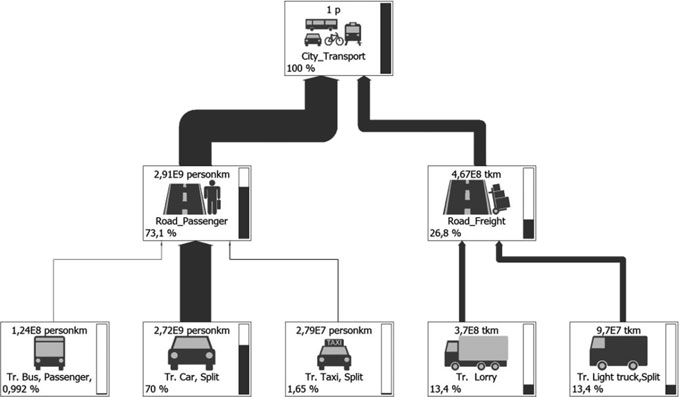 1 p
City_Transport
100 %
2,91E9 personkm
Road_Passenger
73,1 %
4,67E8 tkm
Road_Freight
26,8 %
1,24E8 personkm
Tr. Bus, Passenger,
0,992 %
2,72E9 personkm
Tr. Car, Split
70 %
2,79E7 personkm
TAXI
Tr. Taxi, Split
1,65 %
3,7E8 tkm
Tr. Lorry
13,4 %
9,7E7 tkm
Tr. Light truck,Split
13,4 %